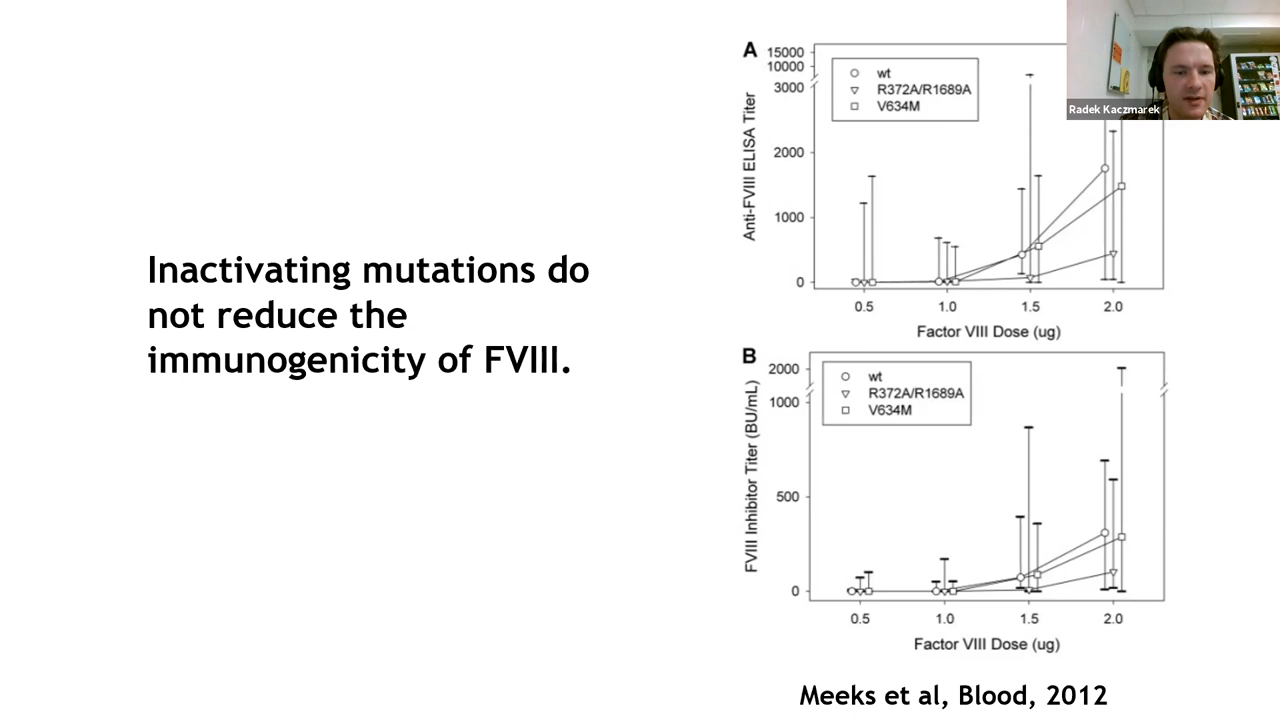 Inactivating mutations do
not reduce the
immunogenicity of FVIII.
A
15000
10000
3000
2000
1000
0
Anti-FVIII ELISA Titer
wt
R372A/R1689A
V634M
0.5 1.0 1.5 2.0
Factor VIII Dose (ug)
Radek Kaczmarek
B
2000
1000
500
0
FVIII Inhibitor Titer (BU/mL)
wt
R372A/R1689A
V634M
0.5 1.0 1.5 2.0
Factor VIII Dose (ug)
Meeks et al, Blood, 2012